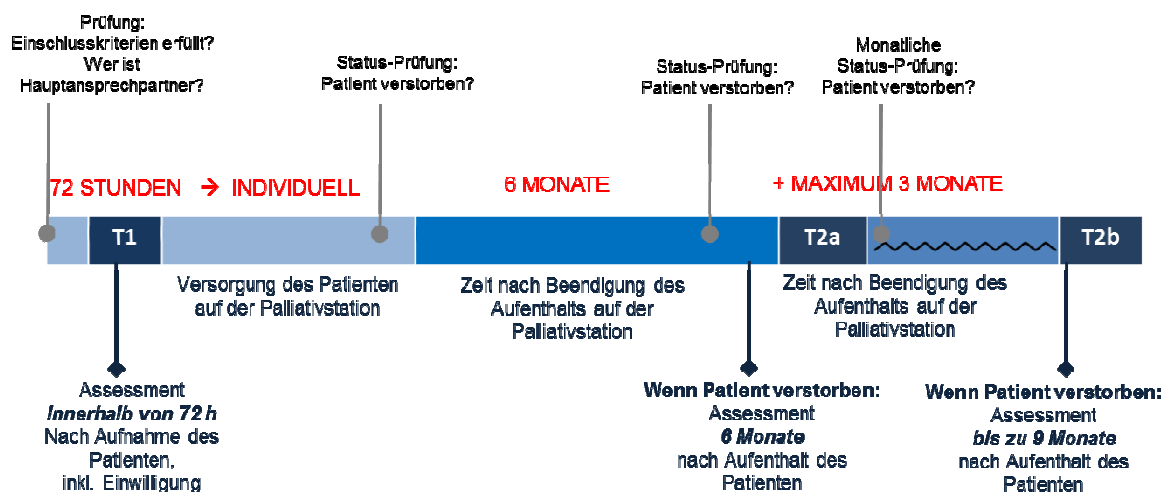 Prüfung:
Einschlusskriterien erfüllt?
Wer ist
Hauptansprechpartner?
Status-Prüfung:
Patient verstorben?
Status-Prüfung:
Patient verstorben?
Monatliche
Status-Prüfung:
Patient verstorben?
72 STUNDEN → INDIVIDUELL
6 MONATE
+ MAXIMUM 3 MONATE
T1
T2a
T2b
Versorgung des Patienten
auf der Palliativstation
Zeit nach Beendigung des
Aufenthalts auf der
Palliativstation
Zeit nach Beendigung des
Aufenthalts auf der
Palliativstation
Assessment
Innerhalb von 72 h
Nach Aufnahme des
Patienten,
inkl. Einwilligung
Wenn Patient verstorben:
Assessment
6 Monate
nach Aufenthalt des
Patienten
Wenn Patient verstorben:
Assessment
bis zu 9 Monate
nach Aufenthalt des
Patienten